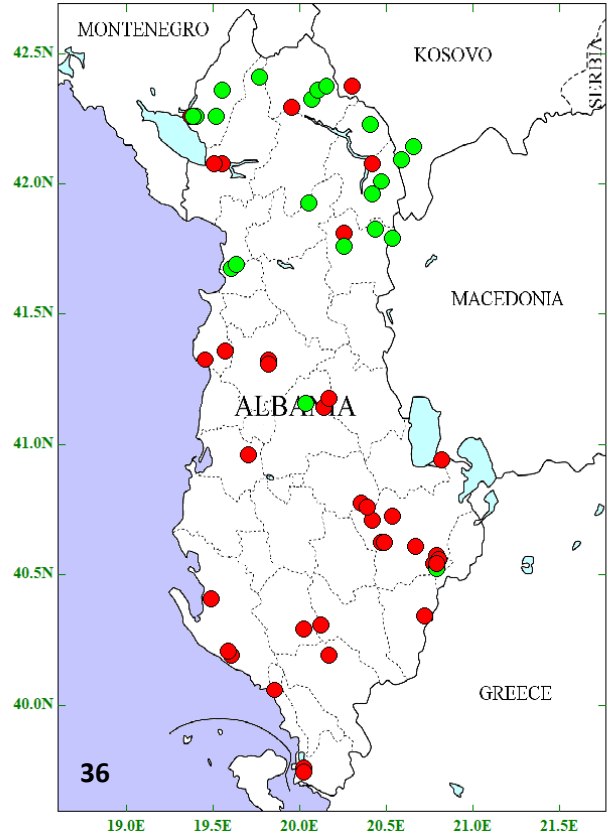 MONTENEGRO
42.5N
KOSOVO
SERBIA
42.0N
41.5N
MACEDONIA
ALBANIA
41.0N
40.5N
40.0N
GREECE
36
19.0E 19.5E 20.0E 20.5E 21.0E 21.5E